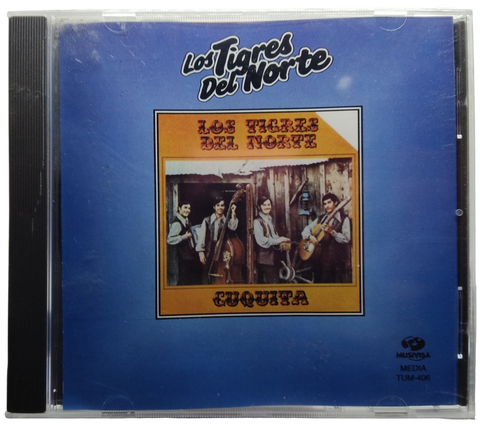 Los Tigres
Del Norte
LOS TIGRES
DEL NORTE
CUQUITA
MUSIVISA
MEDIA
TUM-406